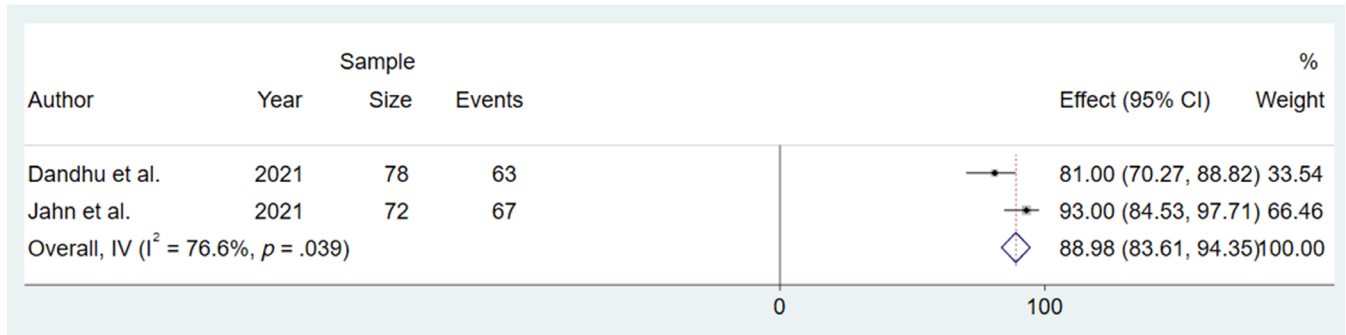 Sample %
Author Year Size Events Effect (95% CI) Weight
Dandhu et al. 2021 78 63 81.00 (70.27, 88.82) 33.54
Jahn et al. 2021 72 67 93.00 (84.53, 97.71) 66.46
Overall, IV (I² = 76.6%, p = .039) 88.98 (83.61, 94.35)100.00
0 100